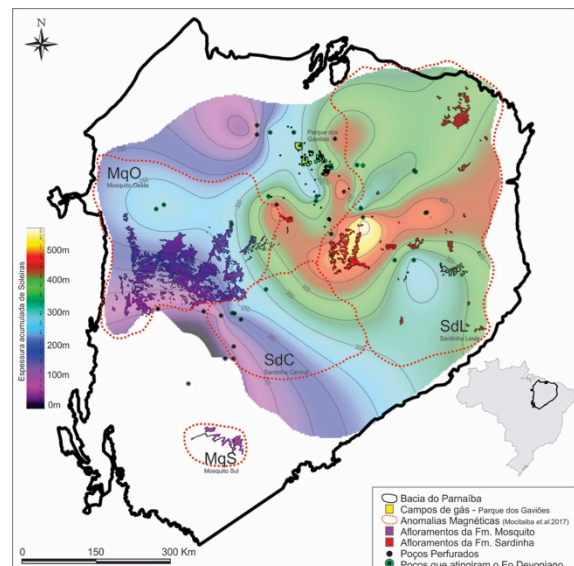 N
Parque dos
Gaviões
MqO
Mosquito Oeste
500m
400m
300m
200m
100m
0m
Espessura acumulada de Soleiras
SdL
Sardinha Leste
SdC
Sardinha Central
MqS
Mosquito Sul
0 150 300 Km
Bacia do Parnaíba
Campos de gás - Parque dos Gaviões
Anomalias Magnéticas (Mocitaiba et.al.2017)
Afloramentos da Fm. Mosquito
Afloramentos da Fm. Sardinha
Poços Perfurados
Poços que atingiram o Eo Devoniano